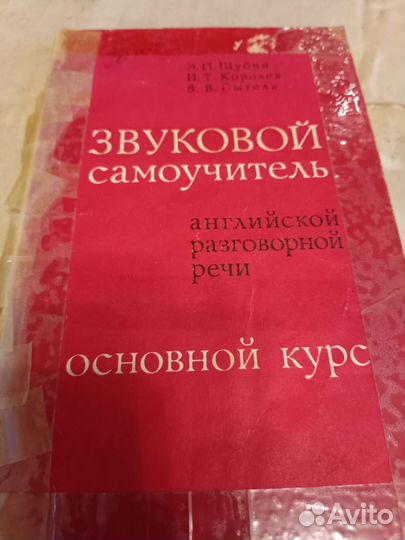 Э. П. Шубин
И. Т. Королев
В. В. Сытель
ЗВУКОВОЙ
самоучитель
английской
разговорной
речи
основной курс
Avito